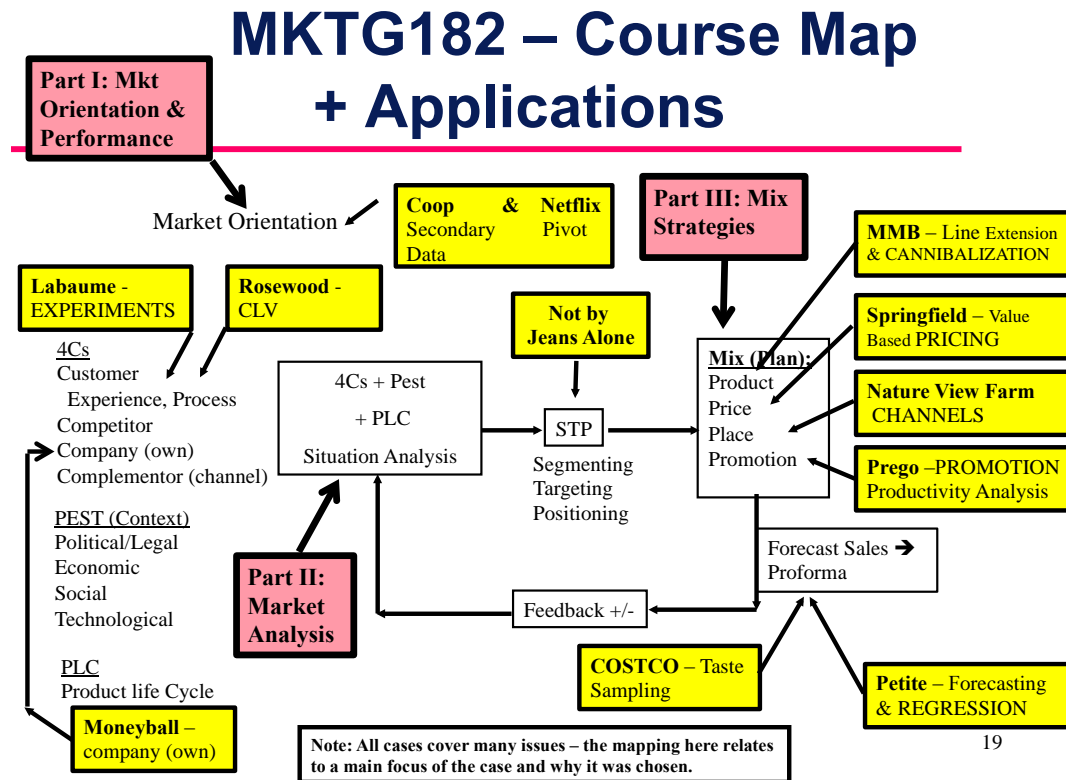 MKTG182 – Course Map
+ Applications
Part I: Mkt
Orientation &
Performance
Market Orientation
Coop & Netflix
Secondary Pivot
Data
Part III: Mix
Strategies
MMB – Line Extension
& CANNIBALIZATION
Labaume -
EXPERIMENTS
Rosewood -
CLV
Not by
Jeans Alone
Springfield – Value
Based PRICING
4Cs
Customer
Experience, Process
Competitor
Company (own)
Complementor (channel)
4Cs + Pest
+ PLC
Situation Analysis
STP
Segmenting
Targeting
Positioning
Mix (Plan):
Product
Price
Place
Promotion
Nature View Farm
CHANNELS
Prego –PROMOTION
Productivity Analysis
PEST (Context)
Political/Legal
Economic
Social
Technological
Part II:
Market
Analysis
Forecast Sales ➔
Proforma
Feedback +/-
PLC
Product life Cycle
Moneyball –
company (own)
COSTCO – Taste
Sampling
Petite – Forecasting
& REGRESSION
Note: All cases cover many issues – the mapping here relates
to a main focus of the case and why it was chosen.
19